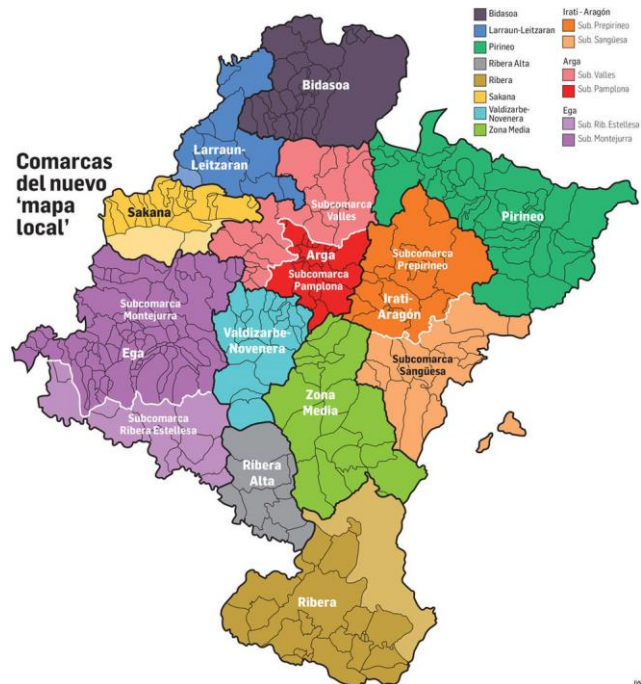 Bidasoa
Larraun-Leitzaran
Pirineo
Ribera Alta
Ribera
Sakana
Valdizarbe-
Novenera
Zona Media
Irati - Aragón
Sub. Prepirineo
Sub. Sangüesa
Arga
Sub. Valles
Sub. Pamplona
Ega
Sub. Rib. Estellesa
Sub. Montejurra
Comarcas
del nuevo
‘mapa
local’
Bidasoa
Larraun-
Leitzaran
Sakana
Subcomarca
Valles
Pirineo
Arga
Subcomarca
Pamplona
Subcomarca
Prepirineo
Irati-
Aragón
Subcomarca
Montejurra
Ega
Valdizarbe-
Novenera
Subcomarca
Sangüesa
Zona
Media
Subcomarca
Ribera Estellesa
Ribera
Alta
Ribera